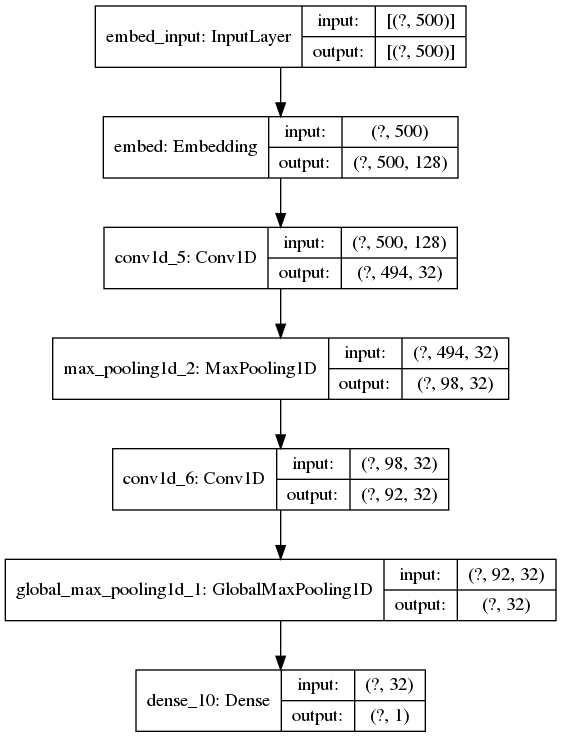 embed_input: InputLayer
input:
[(?, 500)]
output:
[(?, 500)]
embed: Embedding
input:
(?, 500)
output:
(?, 500, 128)
conv1d_5: Conv1D
input:
(?, 500, 128)
output:
(?, 494, 32)
max_pooling1d_2: MaxPooling1D
input:
(?, 494, 32)
output:
(?, 98, 32)
conv1d_6: Conv1D
input:
(?, 98, 32)
output:
(?, 92, 32)
global_max_pooling1d_1: GlobalMaxPooling1D
input:
(?, 92, 32)
output:
(?, 32)
dense_10: Dense
input:
(?, 32)
output:
(?, 1)